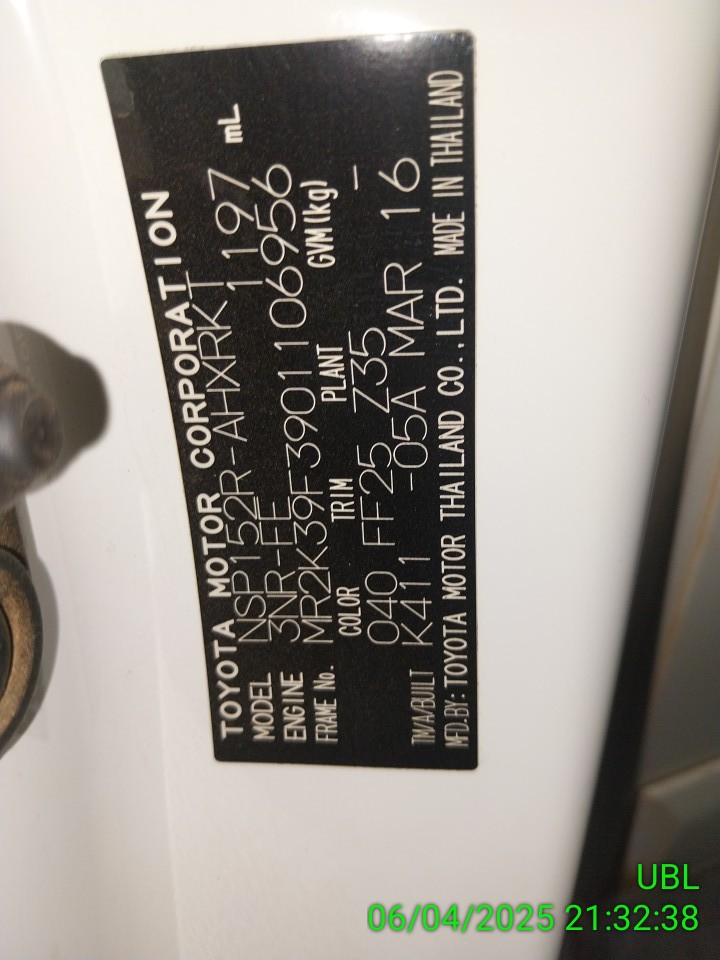 TOYOTA MOTOR CORPORATION
MODEL NSP152R-AHXRKT
ENGINE 3NR-FE 1197 mL
FRAME No. MR2K39F3901106956
COLOR TRIM PLANT GVM(kg)
040 FF25 Z35 —
TM/A/BUILT K411 -05A MAR 16
MFD.BY: TOYOTA MOTOR THAILAND CO.,LTD. MADE IN THAILAND
UBL
06/04/2025 21:32:38